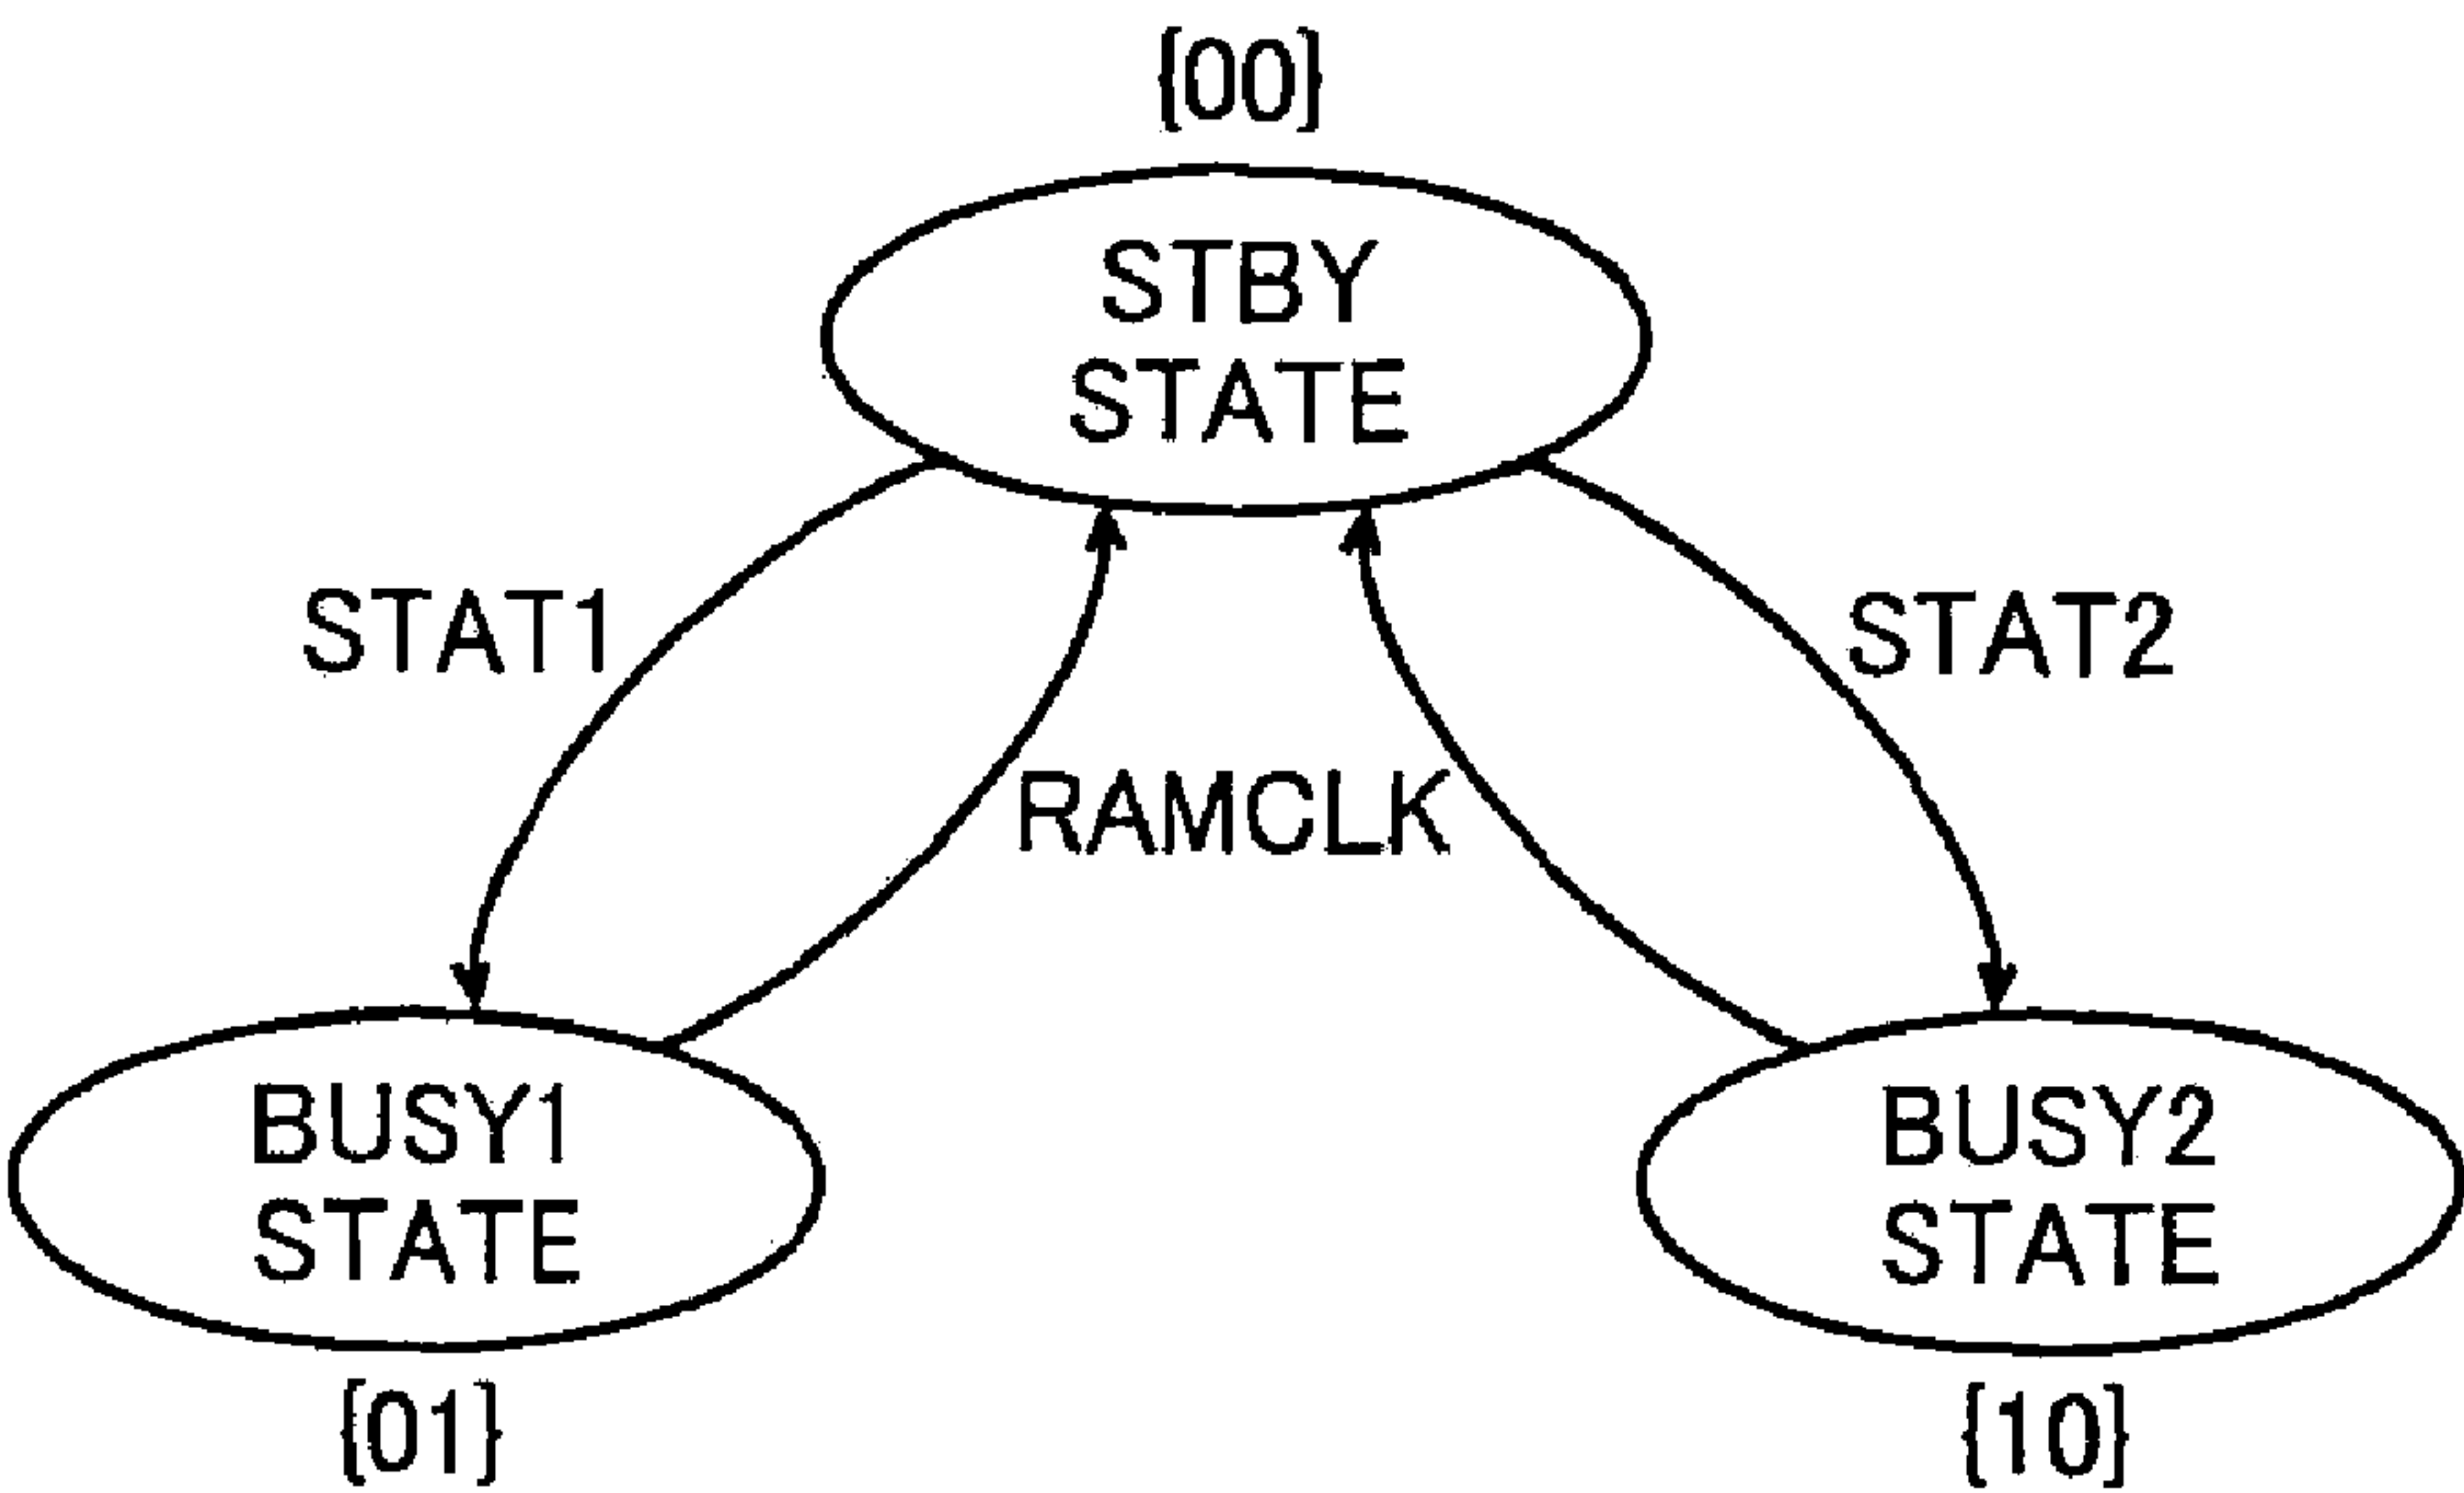 {00}
STBY
STATE
STAT1
STAT2
RAMCLK
BUSY1
STATE
BUSY2
STATE
{01}
{10}